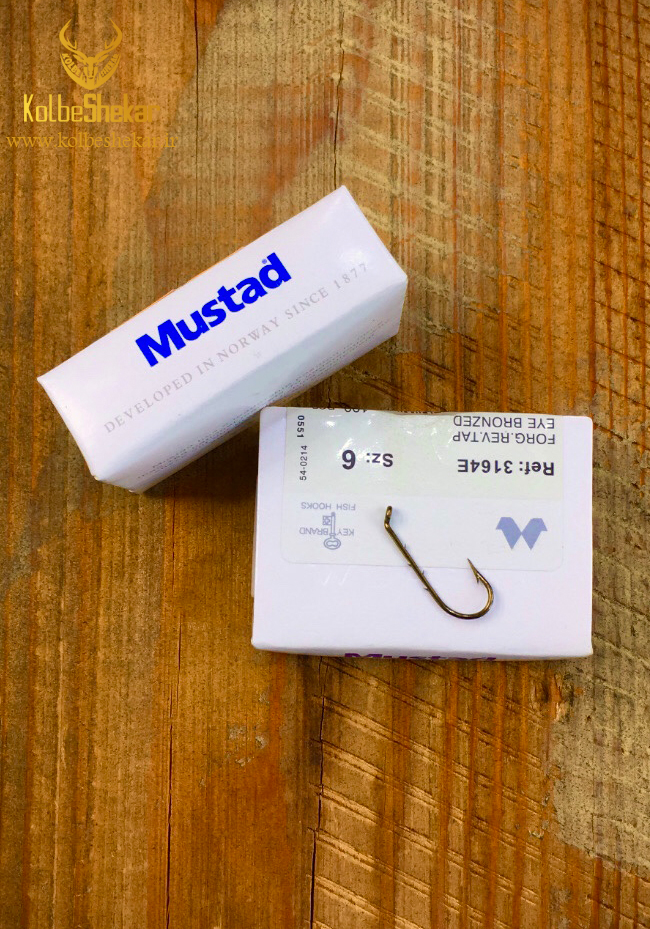 KolbeShekar
www.kolbeshekar.ir
Mustad
DEVELOPED IN NORWAY SINCE 1877
KEY BRAND
FISH HOOKS
Ref: 3164E
Sz: 6
FORG.REV.TAP
EYE BRONZED
54-0214
0551
Mustad